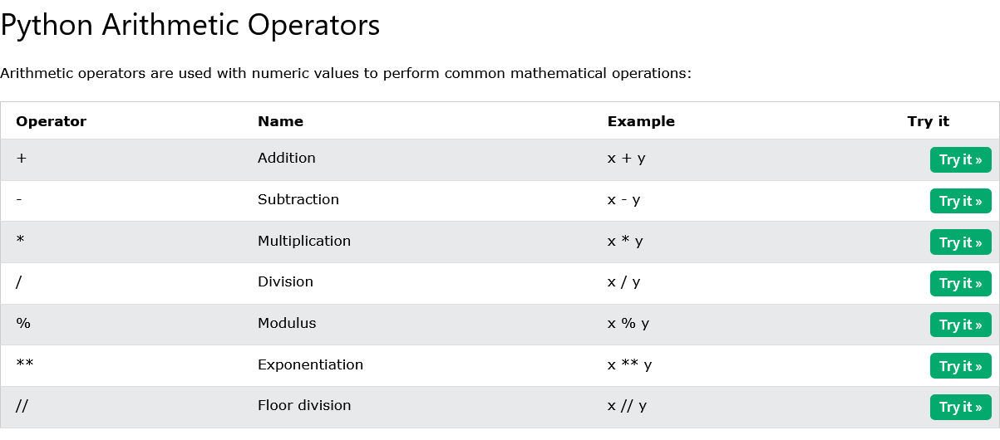 Python Arithmetic Operators
Arithmetic operators are used with numeric values to perform common mathematical operations:
Operator Name Example Try it
+ Addition x + y Try it »
- Subtraction x - y Try it »
* Multiplication x * y Try it »
/ Division x / y Try it »
% Modulus x % y Try it »
** Exponentiation x ** y Try it »
// Floor division x // y Try it »